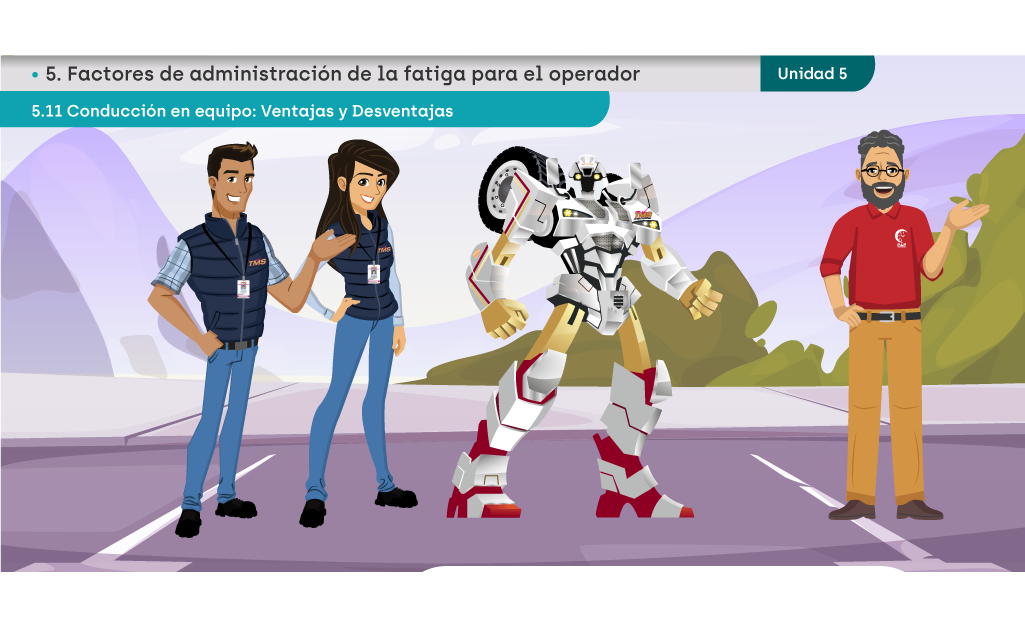 • 5. Factores de administración de la fatiga para el operador
Unidad 5
5.11 Conducción en equipo: Ventajas y Desventajas
TMS
TMS
TMS